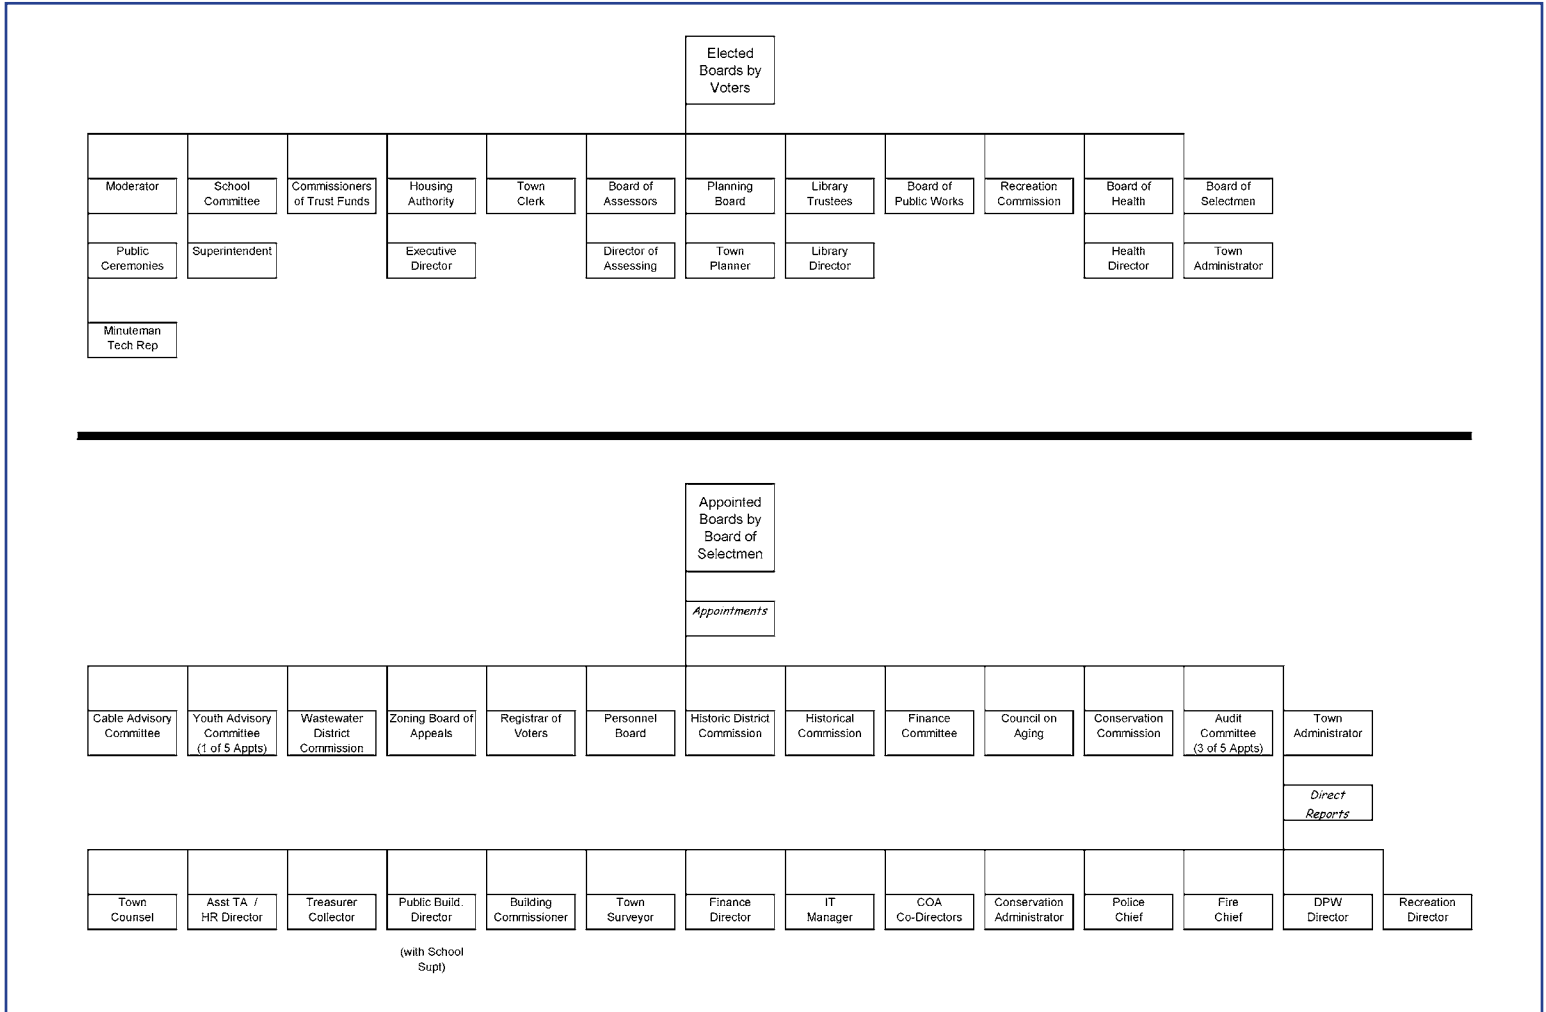 Elected
Boards by
Voters
Moderator
School
Committee
Commissioners
of Trust Funds
Housing
Authority
Town
Clerk
Board of
Assessors
Planning
Board
Library
Trustees
Board of
Public Works
Recreation
Commission
Board of
Health
Board of
Selectmen
Public
Ceremonies
Superintendent
Executive
Director
Director of
Assessing
Town
Planner
Library
Director
Health
Director
Town
Administrator
Minuteman
Tech Rep
Appointed
Boards by
Board of
Selectmen
Appointments
Cable Advisory
Committee
Youth Advisory
Committee
(1 of 5 Appts)
Wastewater
District
Commission
Zoning Board of
Appeals
Registrar of
Voters
Personnel
Board
Historic District
Commission
Historical
Commission
Finance
Committee
Council on
Aging
Conservation
Commission
Audit
Committee
(3 of 5 Appts)
Town
Administrator
Direct
Reports
Town
Counsel
Asst TA /
HR Director
Treasurer
Collector
Public Build.
Director
(with School
Supt)
Building
Commissioner
Town
Surveyor
Finance
Director
IT
Manager
COA
Co-Directors
Conservation
Administrator
Police
Chief
Fire
Chief
DPW
Director
Recreation
Director